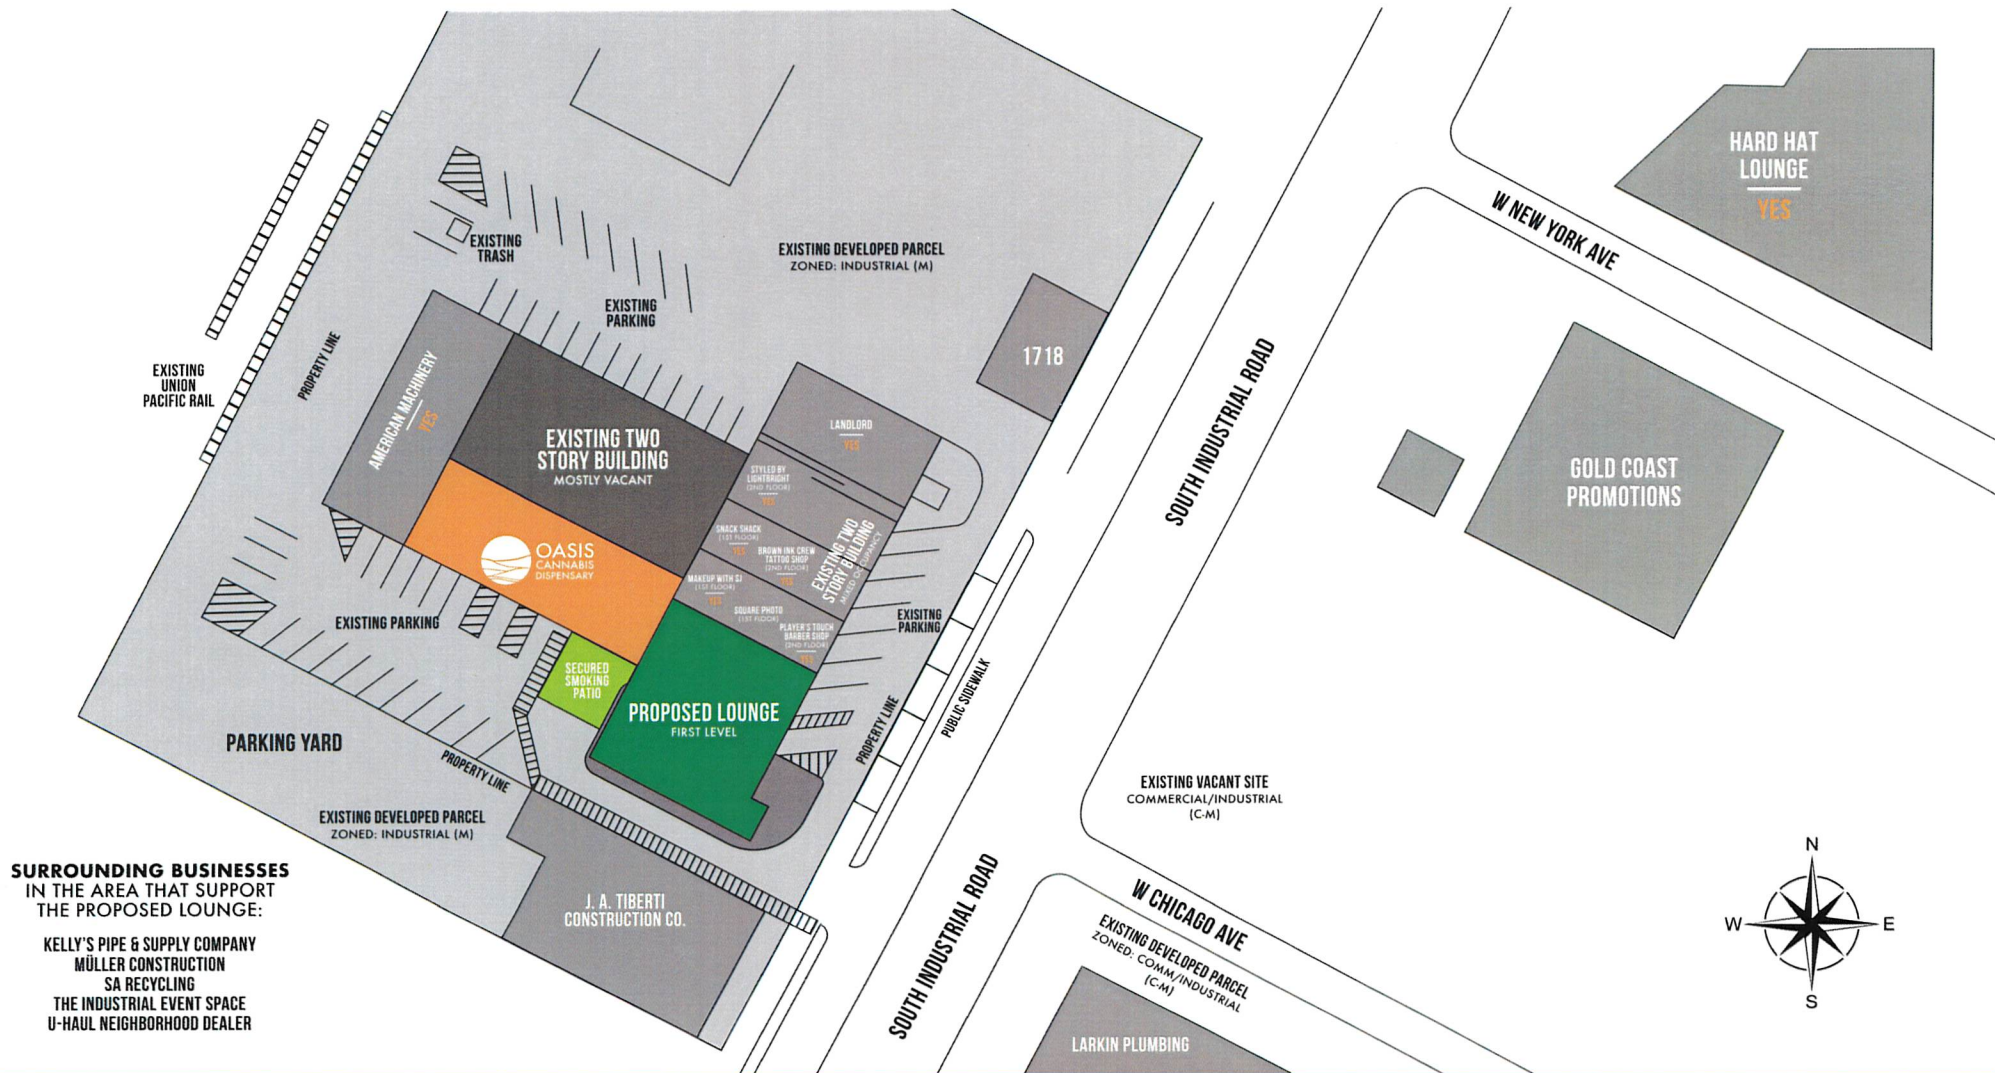 HARD HAT
LOUNGE
YES
W NEW YORK AVE
EXISTING
TRASH
EXISTING DEVELOPED PARCEL
ZONED: INDUSTRIAL (M)
EXISTING
PARKING
1718
EXISTING
UNION
PACIFIC RAIL
PROPERTY LINE
AMERICAN MACHINERY
YES
EXISTING TWO
STORY BUILDING
MOSTLY VACANT
LANDLORD
YES
STYLED BY
LIGHTBRIGHT
(2ND FLOOR)
YES
SOUTH INDUSTRIAL ROAD
GOLD COAST
PROMOTIONS
SNACK SHACK
(1ST FLOOR)
YES
BROWN INK CREW
TATTOO SHOP
(2ND FLOOR)
YES
EXISTING TWO
STORY BUILDING
MIXED OCCUPANCY
OASIS
CANNABIS
DISPENSARY
MAKEUP WITH SJ
(1ST FLOOR)
YES
SQUARE PHOTO
(1ST FLOOR)
PLAYER'S TOUCH
BARBER SHOP
(2ND FLOOR)
YES
EXISTING PARKING
EXISITNG
PARKING
SECURED
SMOKING
PATIO
PROPOSED LOUNGE
FIRST LEVEL
PUBLIC SIDEWALK
PROPERTY LINE
PARKING YARD
PROPERTY LINE
EXISTING DEVELOPED PARCEL
ZONED: INDUSTRIAL (M)
EXISTING VACANT SITE
COMMERCIAL/INDUSTRIAL
(C-M)
SURROUNDING BUSINESSES
IN THE AREA THAT SUPPORT
THE PROPOSED LOUNGE:
KELLY'S PIPE & SUPPLY COMPANY
MÜLLER CONSTRUCTION
SA RECYCLING
THE INDUSTRIAL EVENT SPACE
U-HAUL NEIGHBORHOOD DEALER
J. A. TIBERTI
CONSTRUCTION CO.
SOUTH INDUSTRIAL ROAD
W CHICAGO AVE
EXISTING DEVELOPED PARCEL
ZONED: COMM/INDUSTRIAL
(C-M)
LARKIN PLUMBING
N
W
E
S